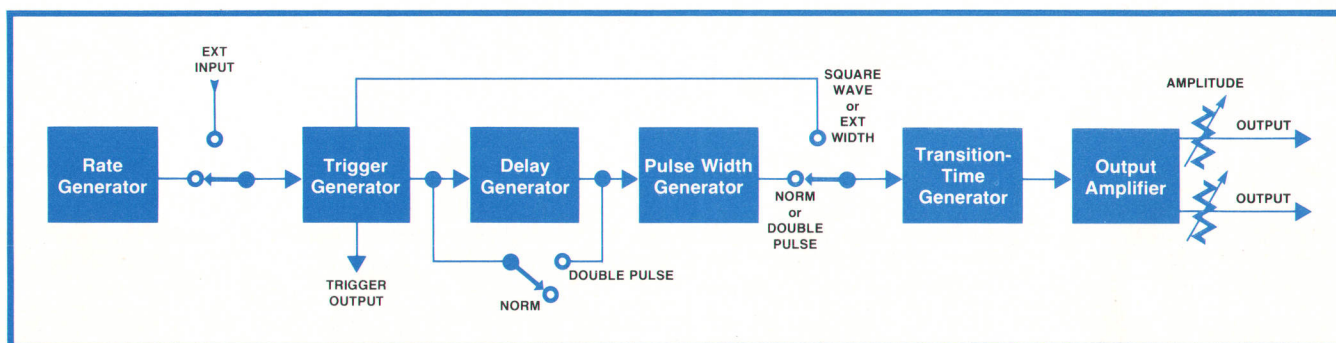 EXT
INPUT
Rate
Generator
Trigger
Generator
TRIGGER
OUTPUT
Delay
Generator
DOUBLE PULSE
NORM
Pulse Width
Generator
SQUARE
WAVE
or
EXT
WIDTH
NORM
or
DOUBLE
PULSE
Transition-
Time
Generator
Output
Amplifier
AMPLITUDE
OUTPUT
OUTPUT